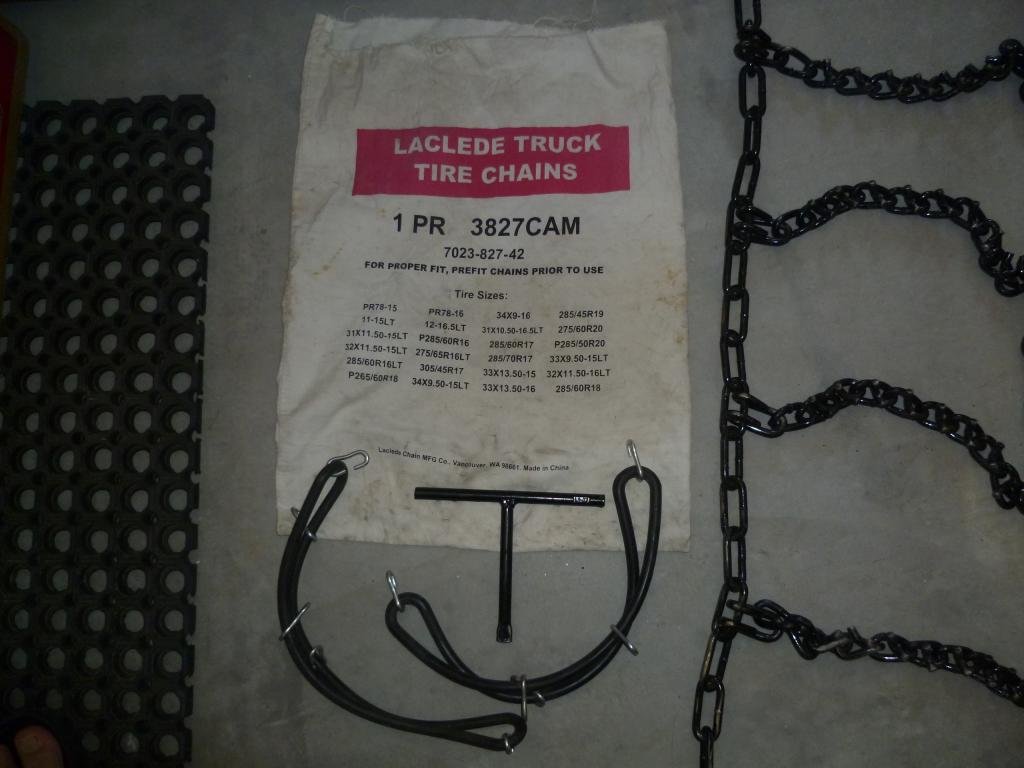 LACLEDE TRUCK
TIRE CHAINS
1 PR 3827CAM
7023-827-42
FOR PROPER FIT, PREFIT CHAINS PRIOR TO USE
Tire Sizes:
PR78-15 PR78-16 34X9-16 285/45R19
11-15LT 12-16.5LT 31X10.50-16.5LT 275/60R20
31X11.50-15LT P285/60R16 285/60R17 P285/50R20
32X11.50-15LT 275/65R16LT 285/70R17 33X9.50-15LT
285/60R16LT 305/45R17 33X13.50-15 32X11.50-16LT
P265/60R18 34X9.50-15LT 33X13.50-16 285/60R18
Laclede Chain MFG Co., Vancouver, WA 98661. Made in China